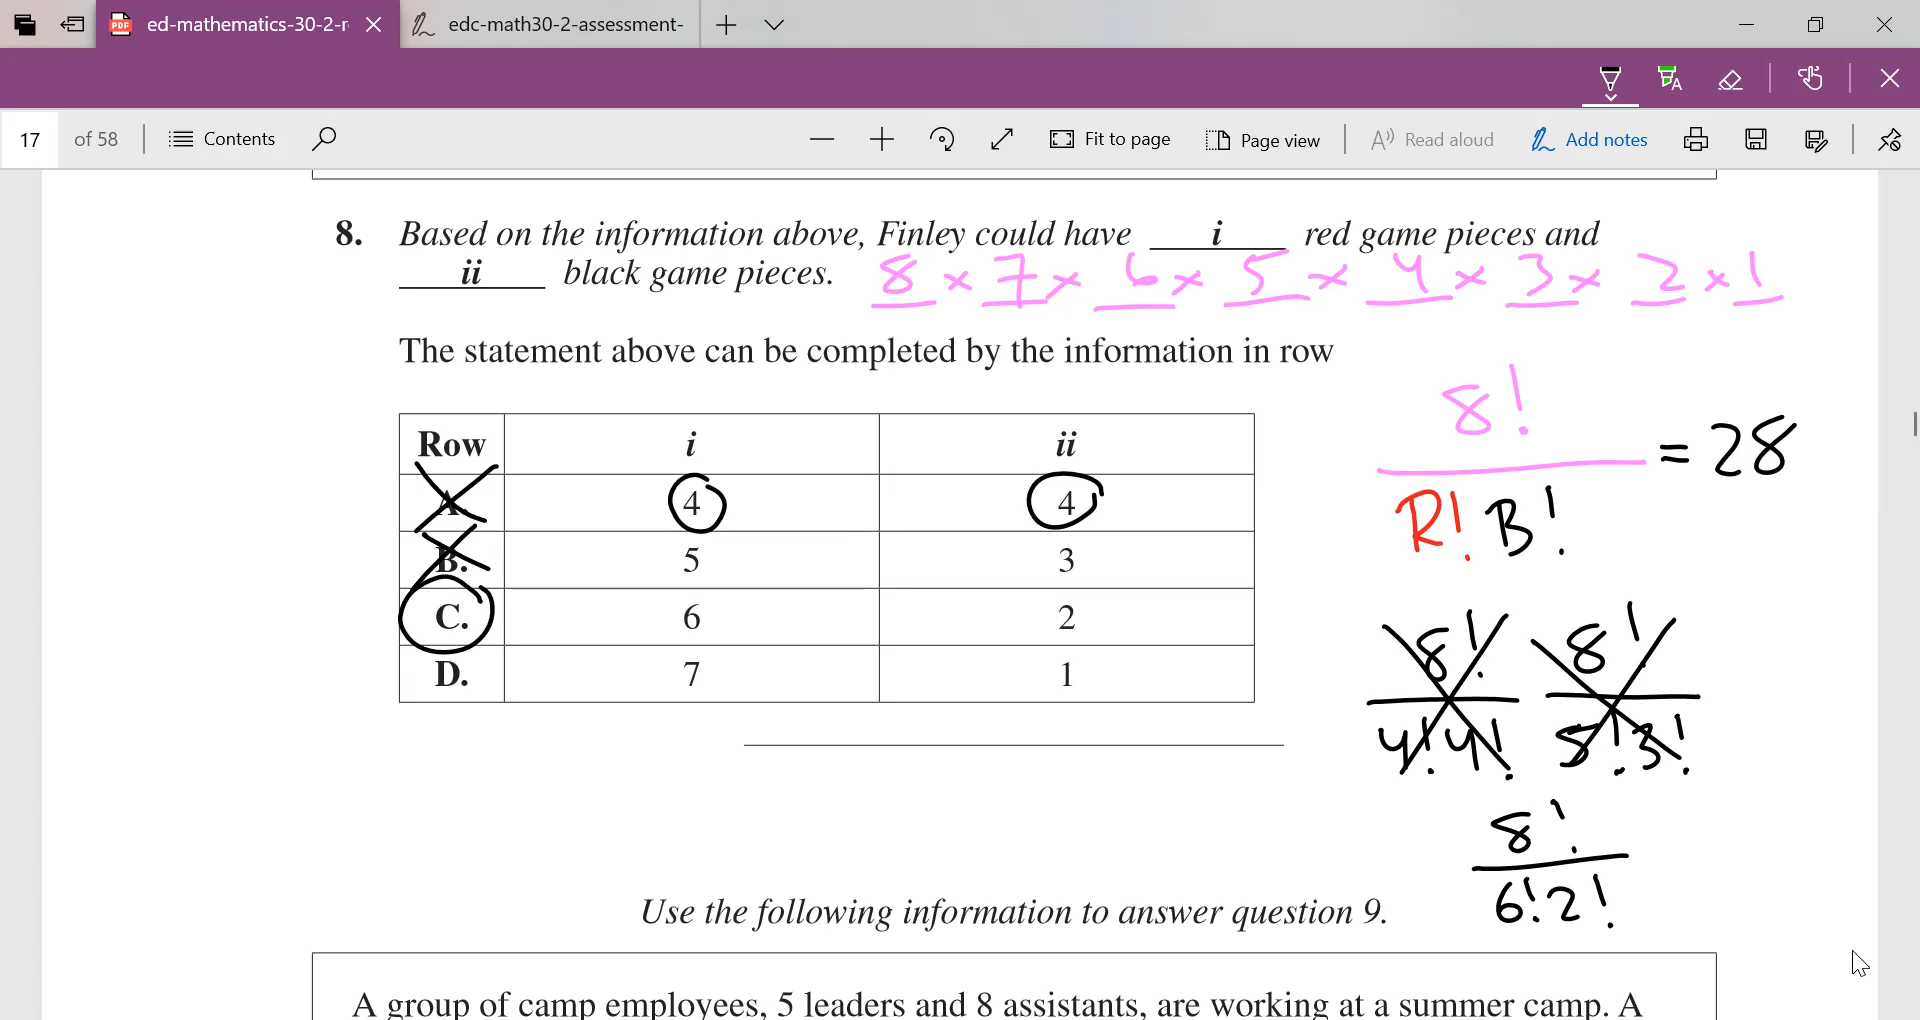 ed-mathematics-30-2-r
edc-math30-2-assessment-
17 of 58 Contents Fit to page Page view A Read aloud Add notes
8. Based on the information above, Finley could have i red game pieces and
ii black game pieces. 8 × 7 × 6 × 5 × 4 × 3 × 2 × 1
The statement above can be completed by the information in row
8!
R! B! = 28
Row i ii
A. 4 4
B. 5 3
C. 6 2
D. 7 1
8! 8!
4!4! 5!3!
8!
6!2!
Use the following information to answer question 9.
A group of camp employees, 5 leaders and 8 assistants, are working at a summer camp. A